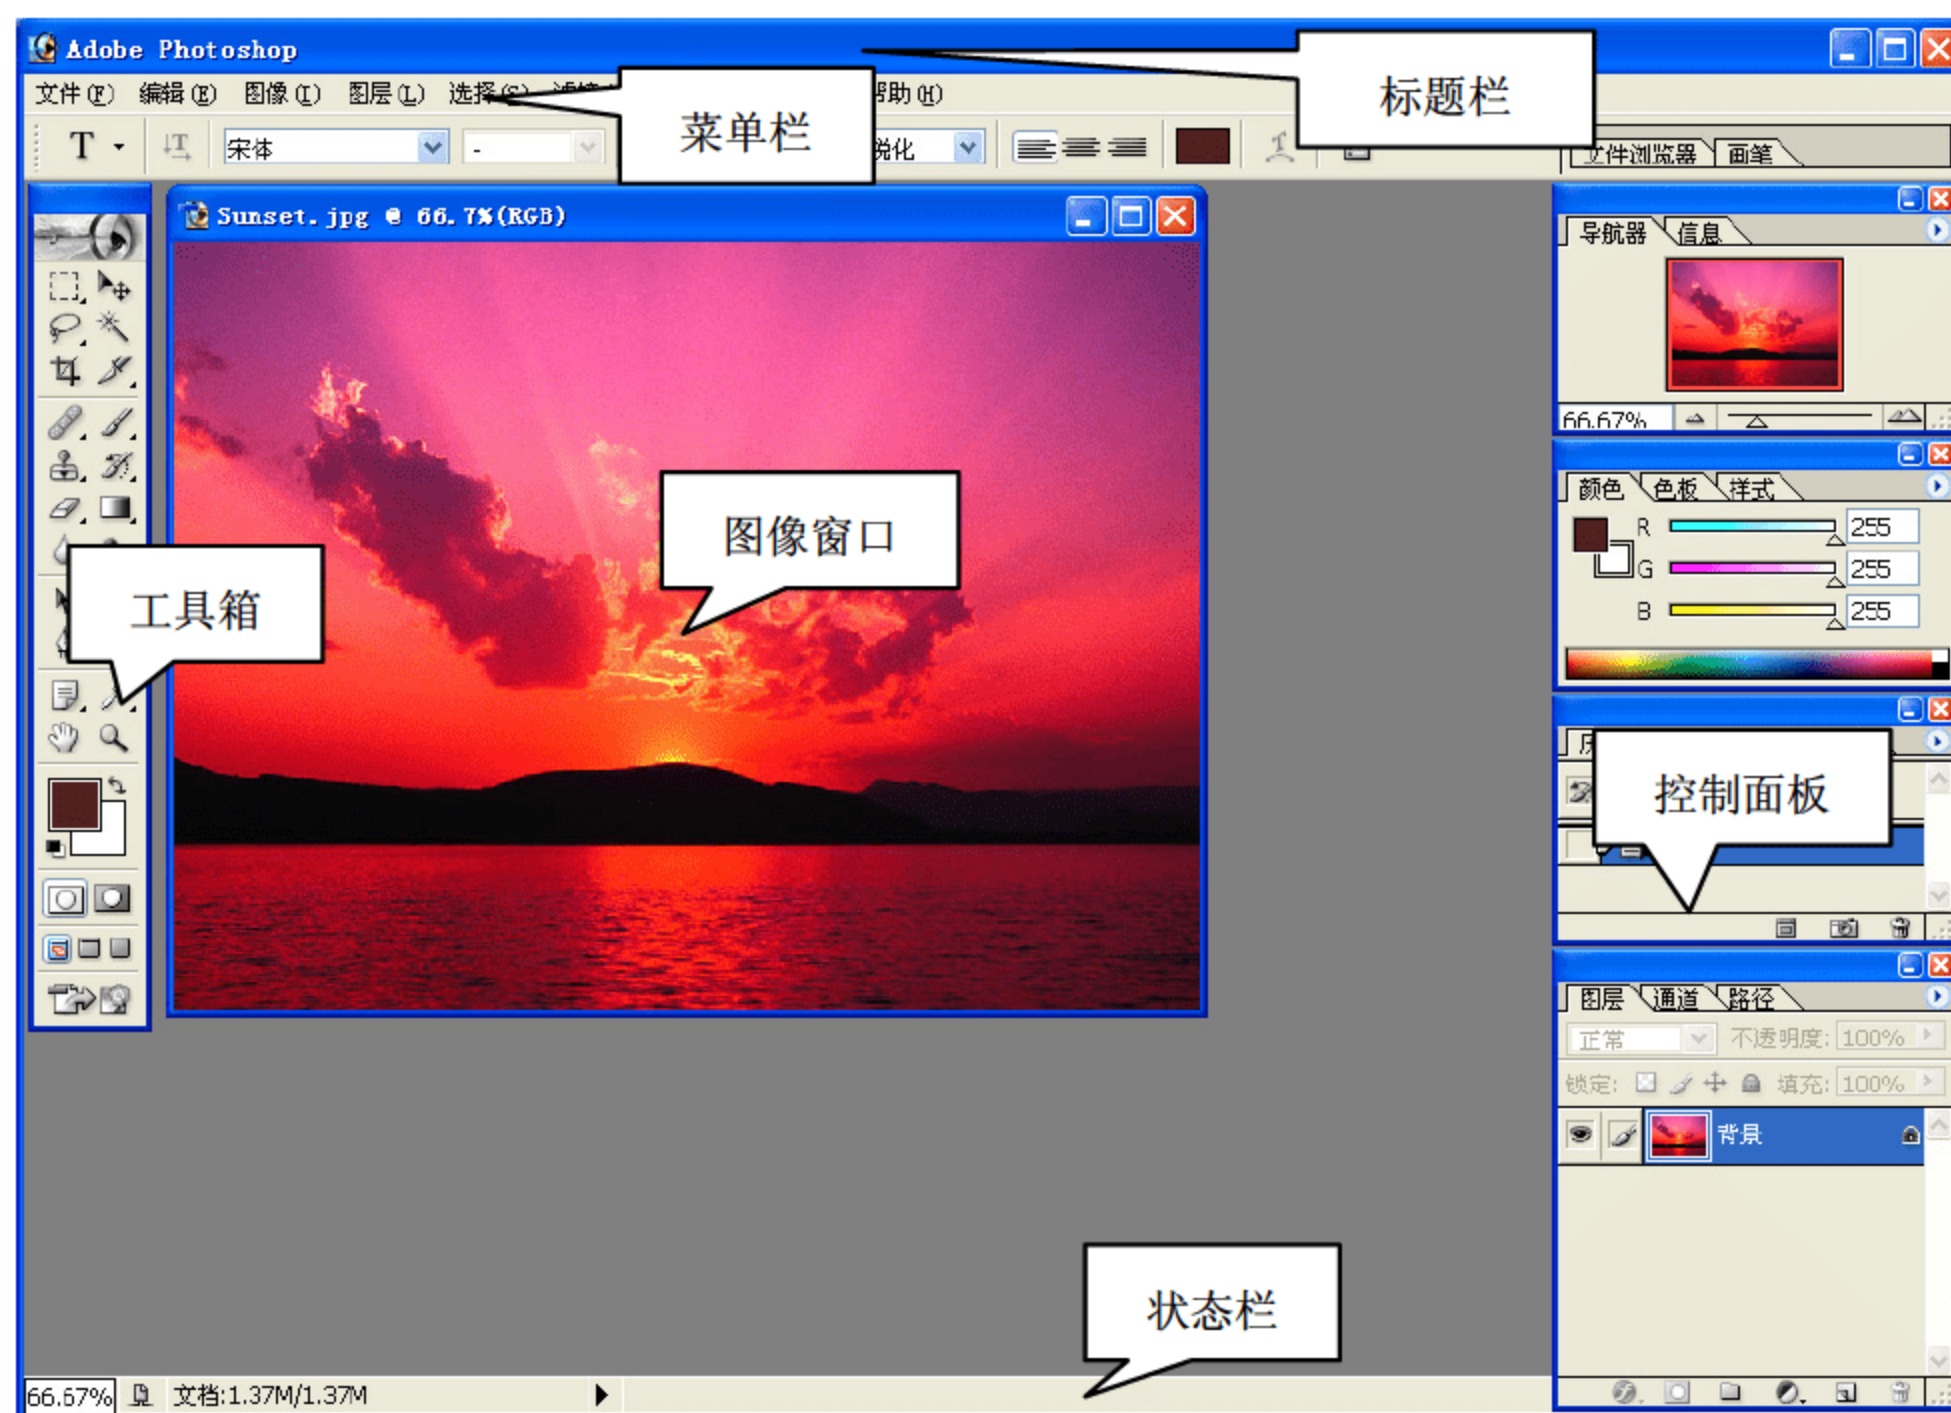 Adobe Photoshop
标题栏
文件(F) 编辑(E) 图像(I) 图层(L) 选择(S) 滤镜 帮助(H)
菜单栏
T
宋体
-
锐化
文件浏览器 画笔
Sunset.jpg @ 66.7%(RGB)
导航器 信息
66.67%
颜色 色板 样式
R 255
G 255
B 255
图像窗口
工具箱
控制面板
图层 通道 路径
正常 不透明度: 100%
锁定: 填充: 100%
背景
状态栏
66.67% 文档:1.37M/1.37M